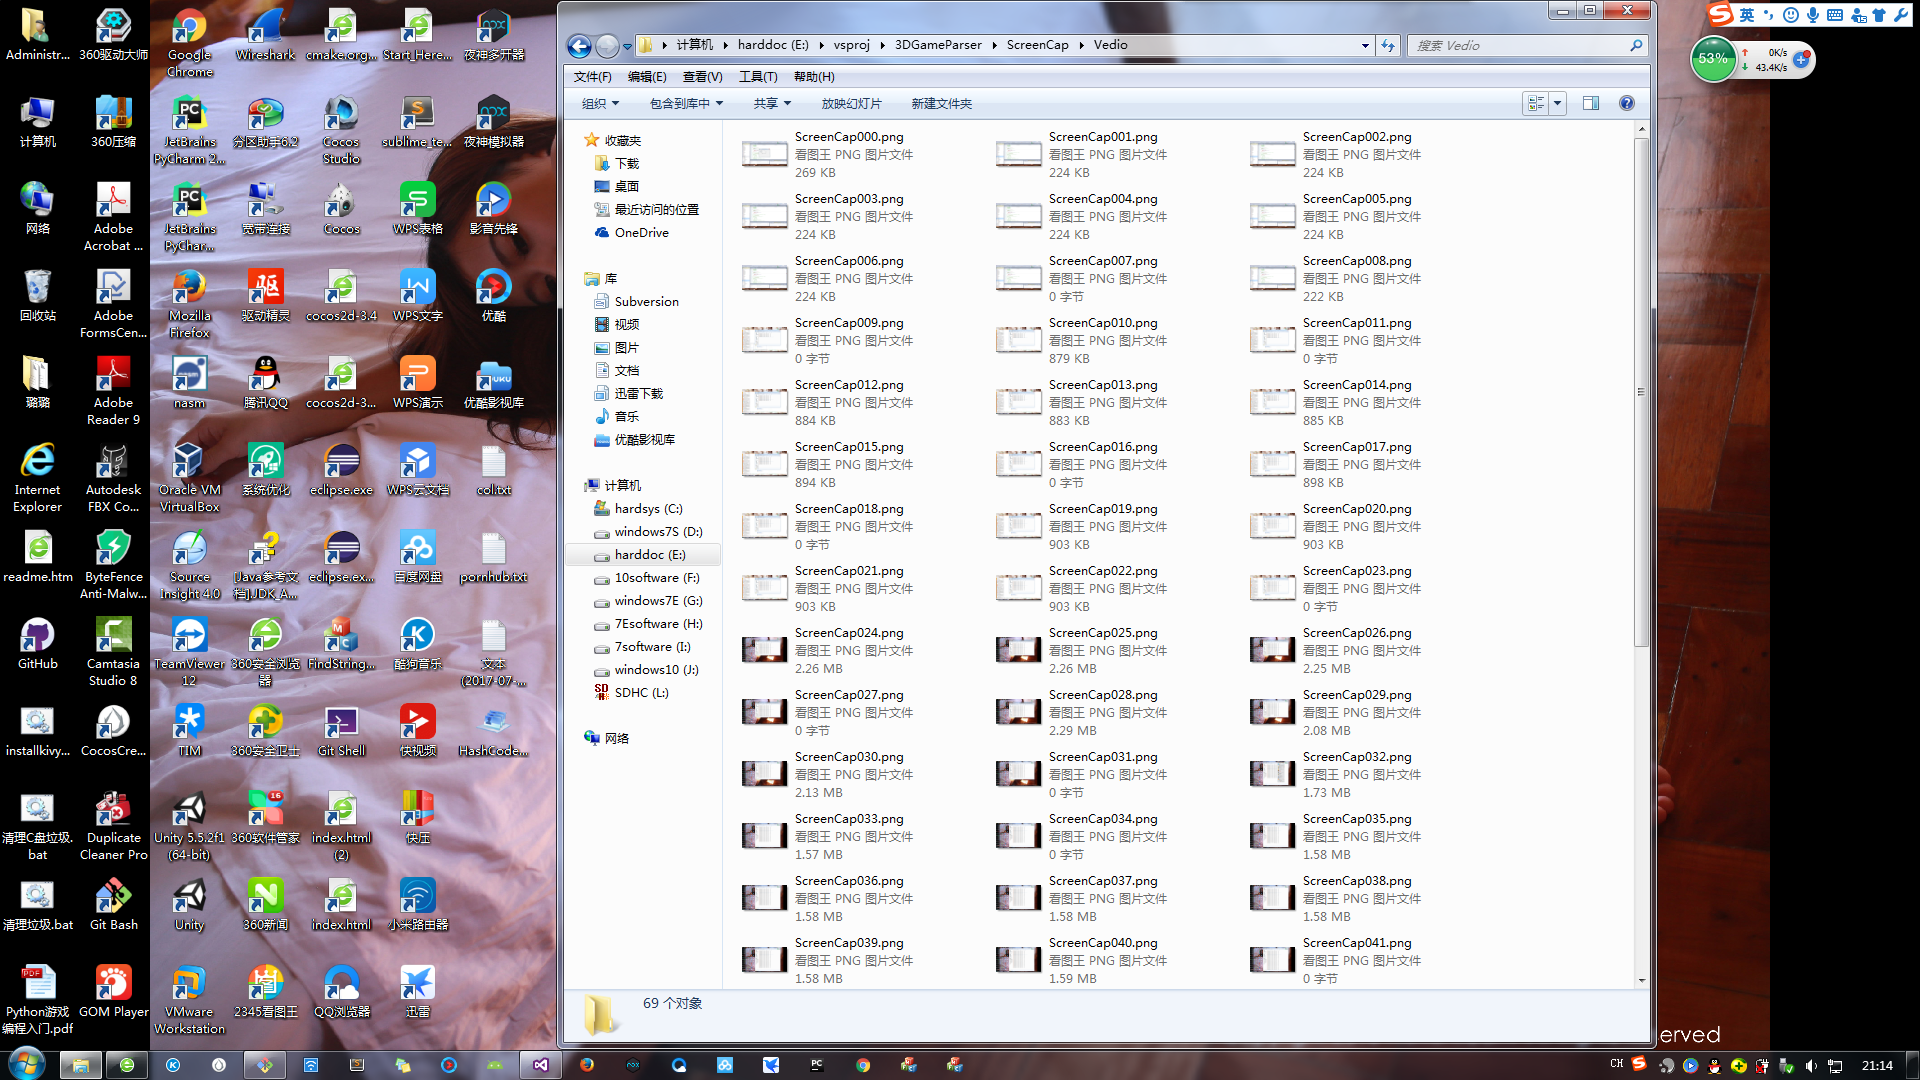 Administr...
360驱动大师
Google Chrome
Wireshark
cmake.org...
Start_Here...
夜神多开器
计算机
360压缩
JetBrains PyCharm 2...
分区助手6.2
Cocos Studio
sublime_te...
夜神模拟器
网络
Adobe Acrobat ...
JetBrains PyChar...
宽带连接
Cocos
WPS表格
影音先锋
回收站
Adobe FormsCen...
Mozilla Firefox
驱动精灵
cocos2d-3.4
WPS文字
优酷
璐璐
Adobe Reader 9
nasm
腾讯QQ
cocos2d-3...
WPS演示
优酷影视库
Internet Explorer
Autodesk FBX Co...
Oracle VM VirtualBox
系统优化
eclipse.exe
WPS云文档
col.txt
readme.htm
ByteFence Anti-Malw...
Source Insight 4.0
[Java参考文档].JDK_A...
eclipse.ex...
百度网盘
pornhub.txt
GitHub
Camtasia Studio 8
TeamViewer 12
360安全浏览器
FindString...
酷狗音乐
文本 (2017-07-...
installkivy...
CocosCre...
TIM
360安全卫士
Git Shell
快视频
HashCode...
清理C盘垃圾.bat
Duplicate Cleaner Pro
Unity 5.5.2f1 (64-bit)
360软件管家
16
index.html (2)
快压
清理垃圾.bat
Git Bash
Unity
360新闻
index.html
小米路由器
Python游戏编程入门.pdf
GOM Player
VMware Workstation
2345看图王
QQ浏览器
迅雷
计算机 harddoc (E:) vsproj 3DGameParser ScreenCap Vedio
搜索 Vedio
文件(F) 编辑(E) 查看(V) 工具(T) 帮助(H)
组织 包含到库中 共享 放映幻灯片 新建文件夹
收藏夹
下载
桌面
最近访问的位置
OneDrive
库
Subversion
视频
图片
文档
迅雷下载
音乐
优酷影视库
计算机
hardsys (C:)
windows7S (D:)
harddoc (E:)
10software (F:)
windows7E (G:)
7Esoftware (H:)
7software (I:)
windows10 (J:)
SDHC (L:)
网络
ScreenCap000.png ScreenCap001.png ScreenCap002.png
看图王 PNG 图片文件 看图王 PNG 图片文件 看图王 PNG 图片文件
269 KB 224 KB 224 KB
ScreenCap003.png ScreenCap004.png ScreenCap005.png
看图王 PNG 图片文件 看图王 PNG 图片文件 看图王 PNG 图片文件
224 KB 224 KB 224 KB
ScreenCap006.png ScreenCap007.png ScreenCap008.png
看图王 PNG 图片文件 看图王 PNG 图片文件 看图王 PNG 图片文件
224 KB 0 字节 222 KB
ScreenCap009.png ScreenCap010.png ScreenCap011.png
看图王 PNG 图片文件 看图王 PNG 图片文件 看图王 PNG 图片文件
0 字节 879 KB 0 字节
ScreenCap012.png ScreenCap013.png ScreenCap014.png
看图王 PNG 图片文件 看图王 PNG 图片文件 看图王 PNG 图片文件
884 KB 883 KB 885 KB
ScreenCap015.png ScreenCap016.png ScreenCap017.png
看图王 PNG 图片文件 看图王 PNG 图片文件 看图王 PNG 图片文件
894 KB 0 字节 898 KB
ScreenCap018.png ScreenCap019.png ScreenCap020.png
看图王 PNG 图片文件 看图王 PNG 图片文件 看图王 PNG 图片文件
0 字节 903 KB 903 KB
ScreenCap021.png ScreenCap022.png ScreenCap023.png
看图王 PNG 图片文件 看图王 PNG 图片文件 看图王 PNG 图片文件
903 KB 903 KB 0 字节
ScreenCap024.png ScreenCap025.png ScreenCap026.png
看图王 PNG 图片文件 看图王 PNG 图片文件 看图王 PNG 图片文件
2.26 MB 2.26 MB 2.25 MB
ScreenCap027.png ScreenCap028.png ScreenCap029.png
看图王 PNG 图片文件 看图王 PNG 图片文件 看图王 PNG 图片文件
0 字节 2.29 MB 2.08 MB
ScreenCap030.png ScreenCap031.png ScreenCap032.png
看图王 PNG 图片文件 看图王 PNG 图片文件 看图王 PNG 图片文件
2.13 MB 0 字节 1.73 MB
ScreenCap033.png ScreenCap034.png ScreenCap035.png
看图王 PNG 图片文件 看图王 PNG 图片文件 看图王 PNG 图片文件
1.57 MB 0 字节 1.58 MB
ScreenCap036.png ScreenCap037.png ScreenCap038.png
看图王 PNG 图片文件 看图王 PNG 图片文件 看图王 PNG 图片文件
1.58 MB 1.58 MB 1.58 MB
ScreenCap039.png ScreenCap040.png ScreenCap041.png
看图王 PNG 图片文件 看图王 PNG 图片文件 看图王 PNG 图片文件
1.58 MB 1.59 MB 0 字节
69 个对象
英
53%
0K/s
43.4K/s
erved
CH
21:14